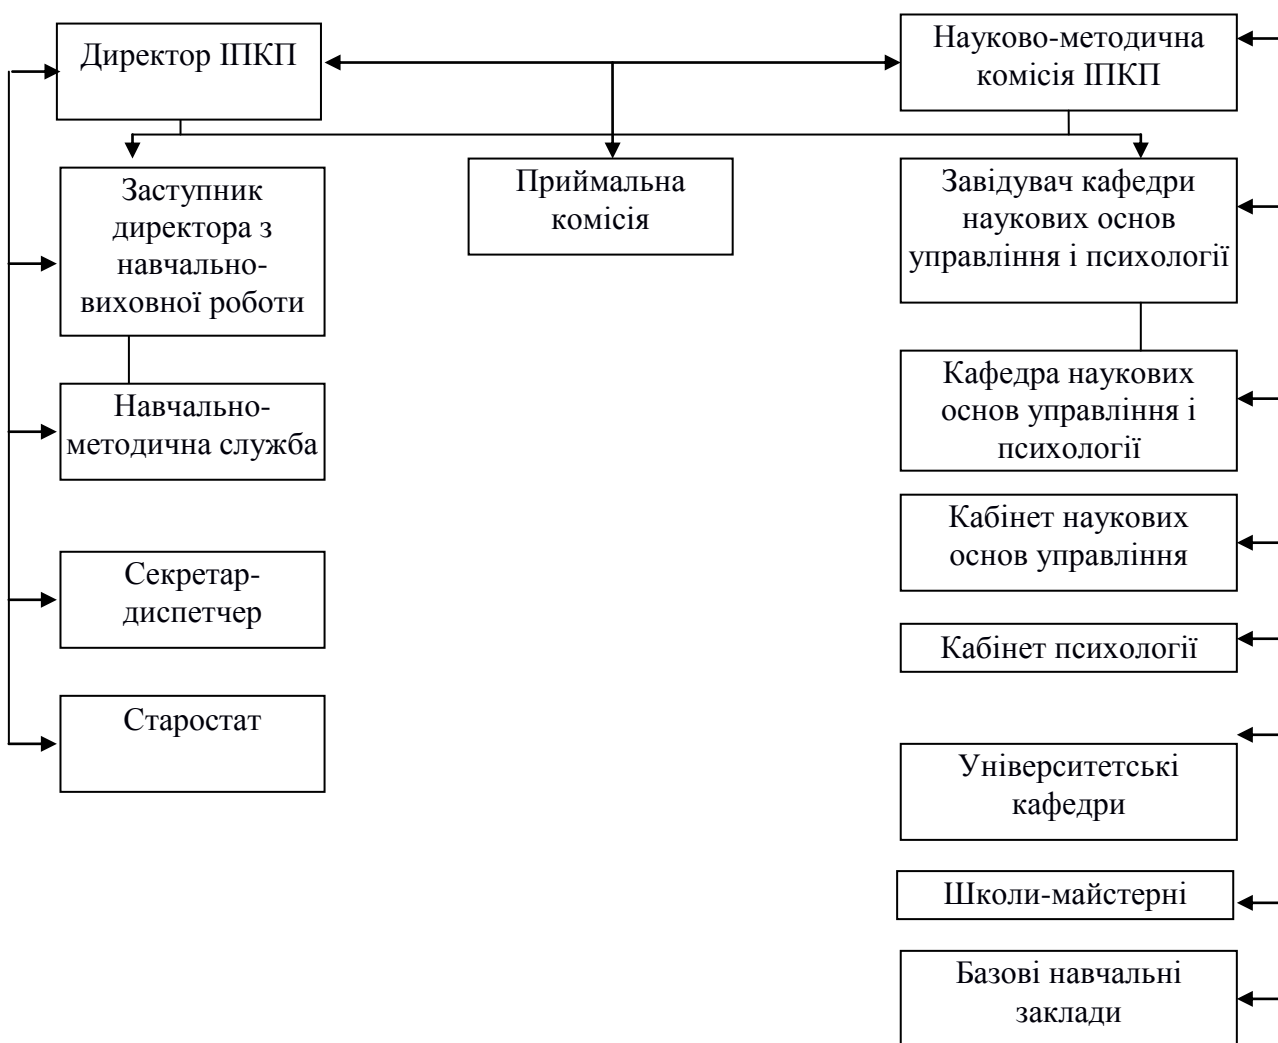 Директор ІПКП
Науково-методична
комісія ІПКП
Заступник
директора з
навчально-
виховної роботи
Приймальна
комісія
Завідувач кафедри
наукових основ
управління і психології
Навчально-
методична служба
Кафедра наукових
основ управління і
психології
Кабінет наукових
основ управління
Секретар-
диспетчер
Кабінет психології
Старостат
Університетські
кафедри
Школи-майстерні
Базові навчальні
заклади